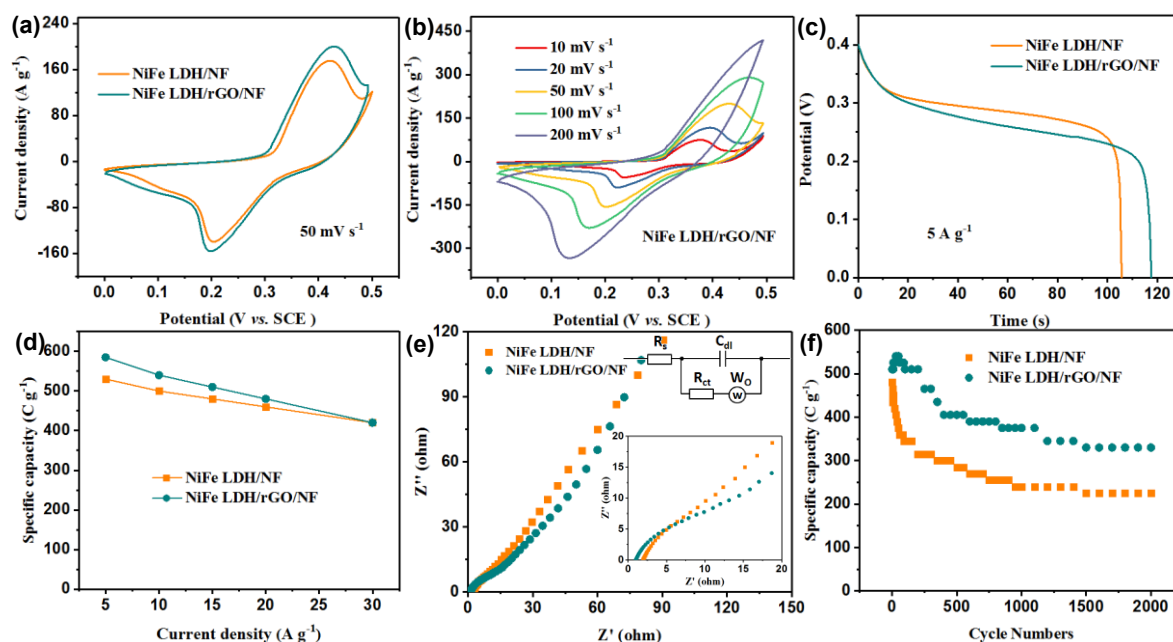 (a)
240
160
80
0
-80
-160
Current density (A g⁻¹)
NiFe LDH/NF
NiFe LDH/rGO/NF
50 mV s⁻¹
0.0 0.1 0.2 0.3 0.4 0.5
Potential (V vs. SCE )
(b)
450
300
150
0
-150
-300
Current density (A g⁻¹)
10 mV s⁻¹
20 mV s⁻¹
50 mV s⁻¹
100 mV s⁻¹
200 mV s⁻¹
NiFe LDH/rGO/NF
0.0 0.1 0.2 0.3 0.4 0.5
Potential (V vs. SCE )
(c)
0.4
0.3
0.2
0.1
0.0
Potential (V)
NiFe LDH/NF
NiFe LDH/rGO/NF
5 A g⁻¹
0 20 40 60 80 100 120
Time (s)
(d)
600
500
400
300
200
100
0
Specific capacity (C g⁻¹)
NiFe LDH/NF
NiFe LDH/rGO/NF
5 10 15 20 25 30
Current density (A g⁻¹)
(e)
120
90
60
30
0
Z'' (ohm)
NiFe LDH/NF
NiFe LDH/rGO/NF
Rs
Cdl
Rct
Wo
W
20
15
10
5
0
Z'' (ohm)
0 5 10 15 20
Z' (ohm)
0 30 60 90 120 150
Z' (ohm)
(f)
600
500
400
300
200
100
0
Specific capacity (C g⁻¹)
NiFe LDH/NF
NiFe LDH/rGO/NF
0 500 1000 1500 2000
Cycle Numbers